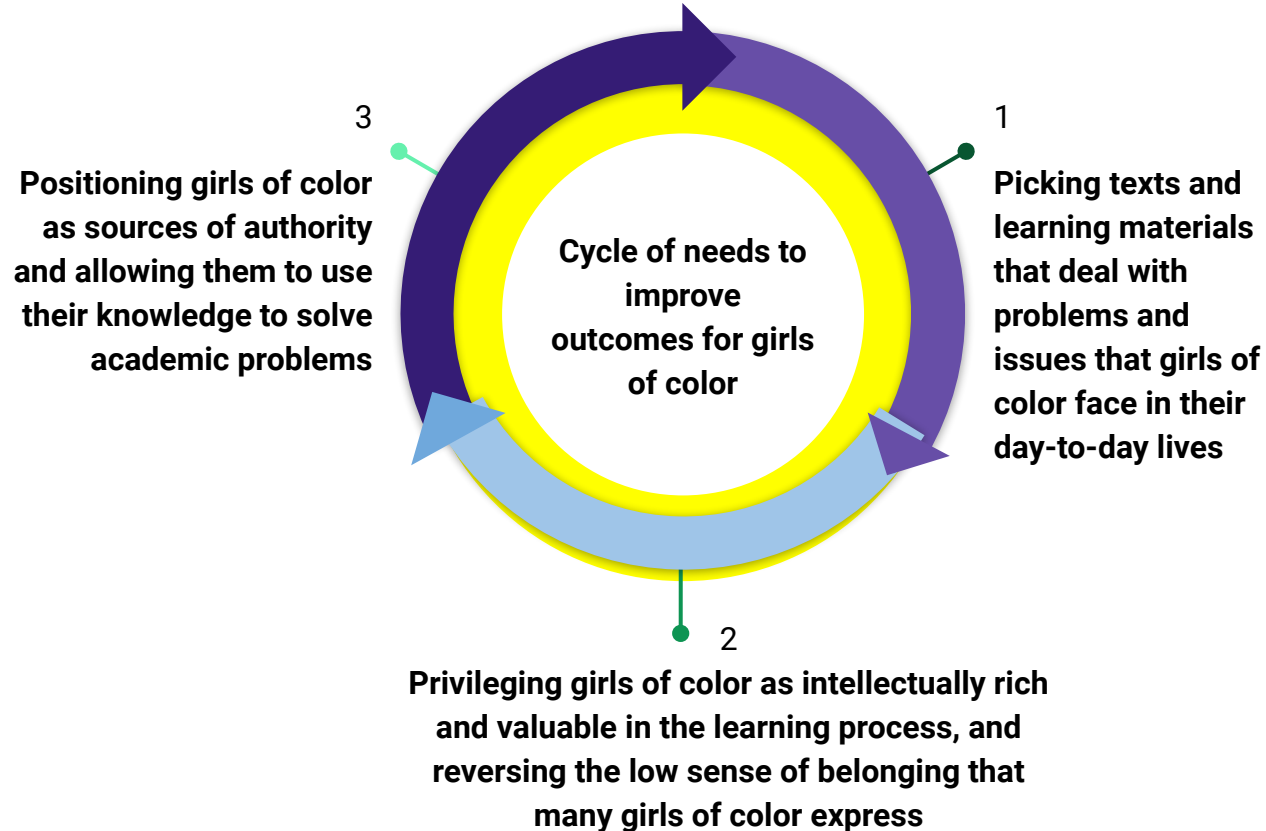 Cycle of needs to
improve
outcomes for girls
of color
1
Picking texts and
learning materials
that deal with
problems and
issues that girls of
color face in their
day-to-day lives
2
Privileging girls of color as intellectually rich
and valuable in the learning process, and
reversing the low sense of belonging that
many girls of color express
3
Positioning girls of color
as sources of authority
and allowing them to use
their knowledge to solve
academic problems